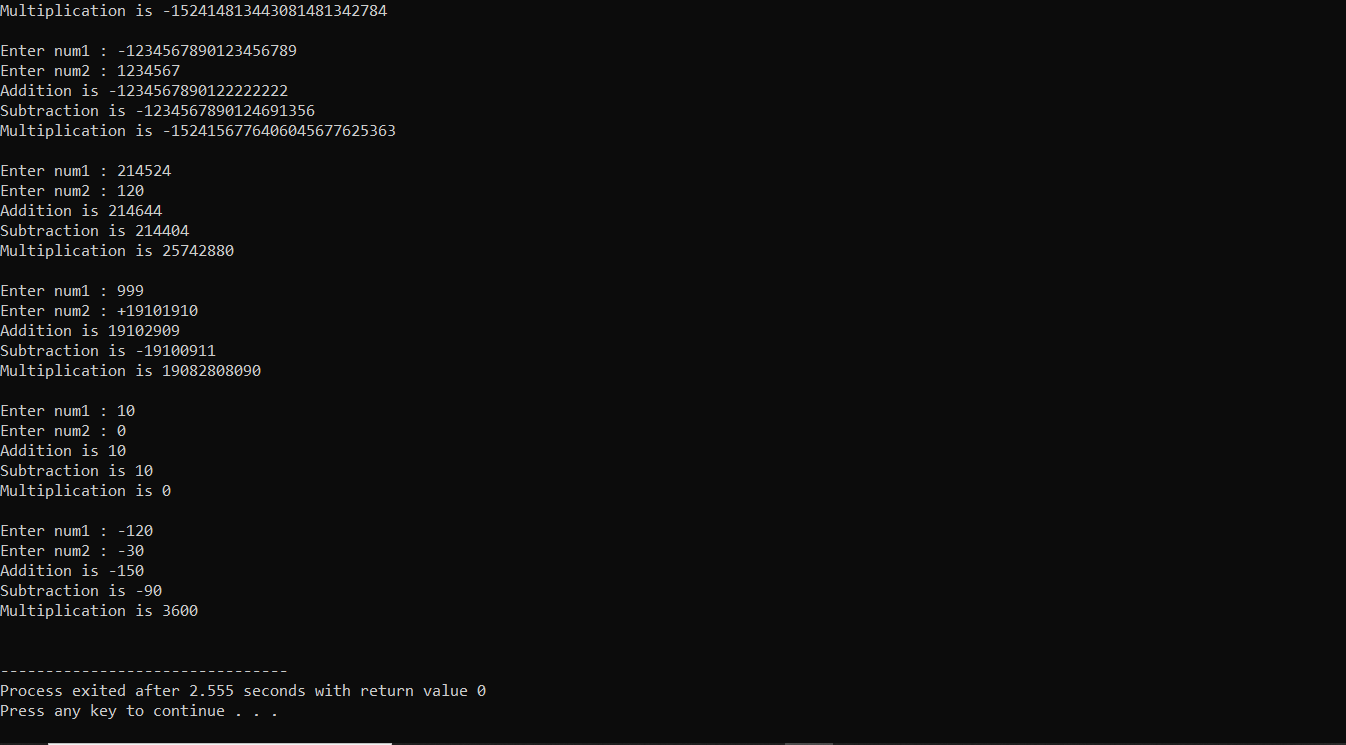 Multiplication is -152414813443081481342784
Enter num1 : -1234567890123456789
Enter num2 : 1234567
Addition is -1234567890122222222
Subtraction is -1234567890124691356
Multiplication is -1524156776406045677625363
Enter num1 : 214524
Enter num2 : 120
Addition is 214644
Subtraction is 214404
Multiplication is 25742880
Enter num1 : 999
Enter num2 : +19101910
Addition is 19102909
Subtraction is -19100911
Multiplication is 19082808090
Enter num1 : 10
Enter num2 : 0
Addition is 10
Subtraction is 10
Multiplication is 0
Enter num1 : -120
Enter num2 : -30
Addition is -150
Subtraction is -90
Multiplication is 3600
--------------------------------
Process exited after 2.555 seconds with return value 0
Press any key to continue . . .